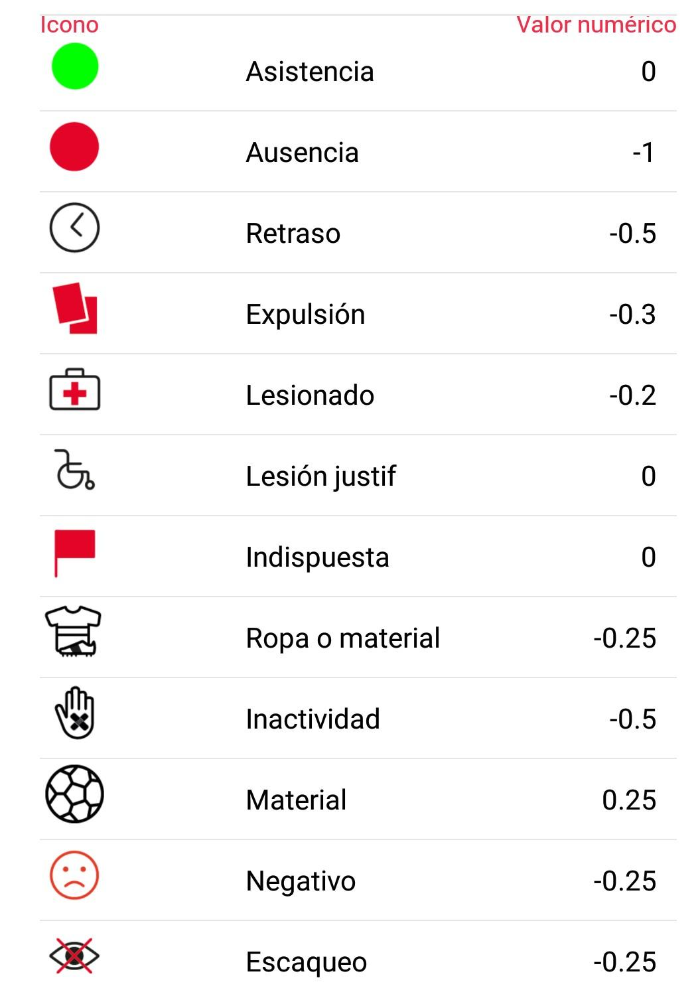 Icono Valor numérico
Asistencia 0
Ausencia -1
Retraso -0.5
Expulsión -0.3
Lesionado -0.2
Lesión justif 0
Indispuesta 0
Ropa o material -0.25
Inactividad -0.5
Material 0.25
Negativo -0.25
Escaqueo -0.25